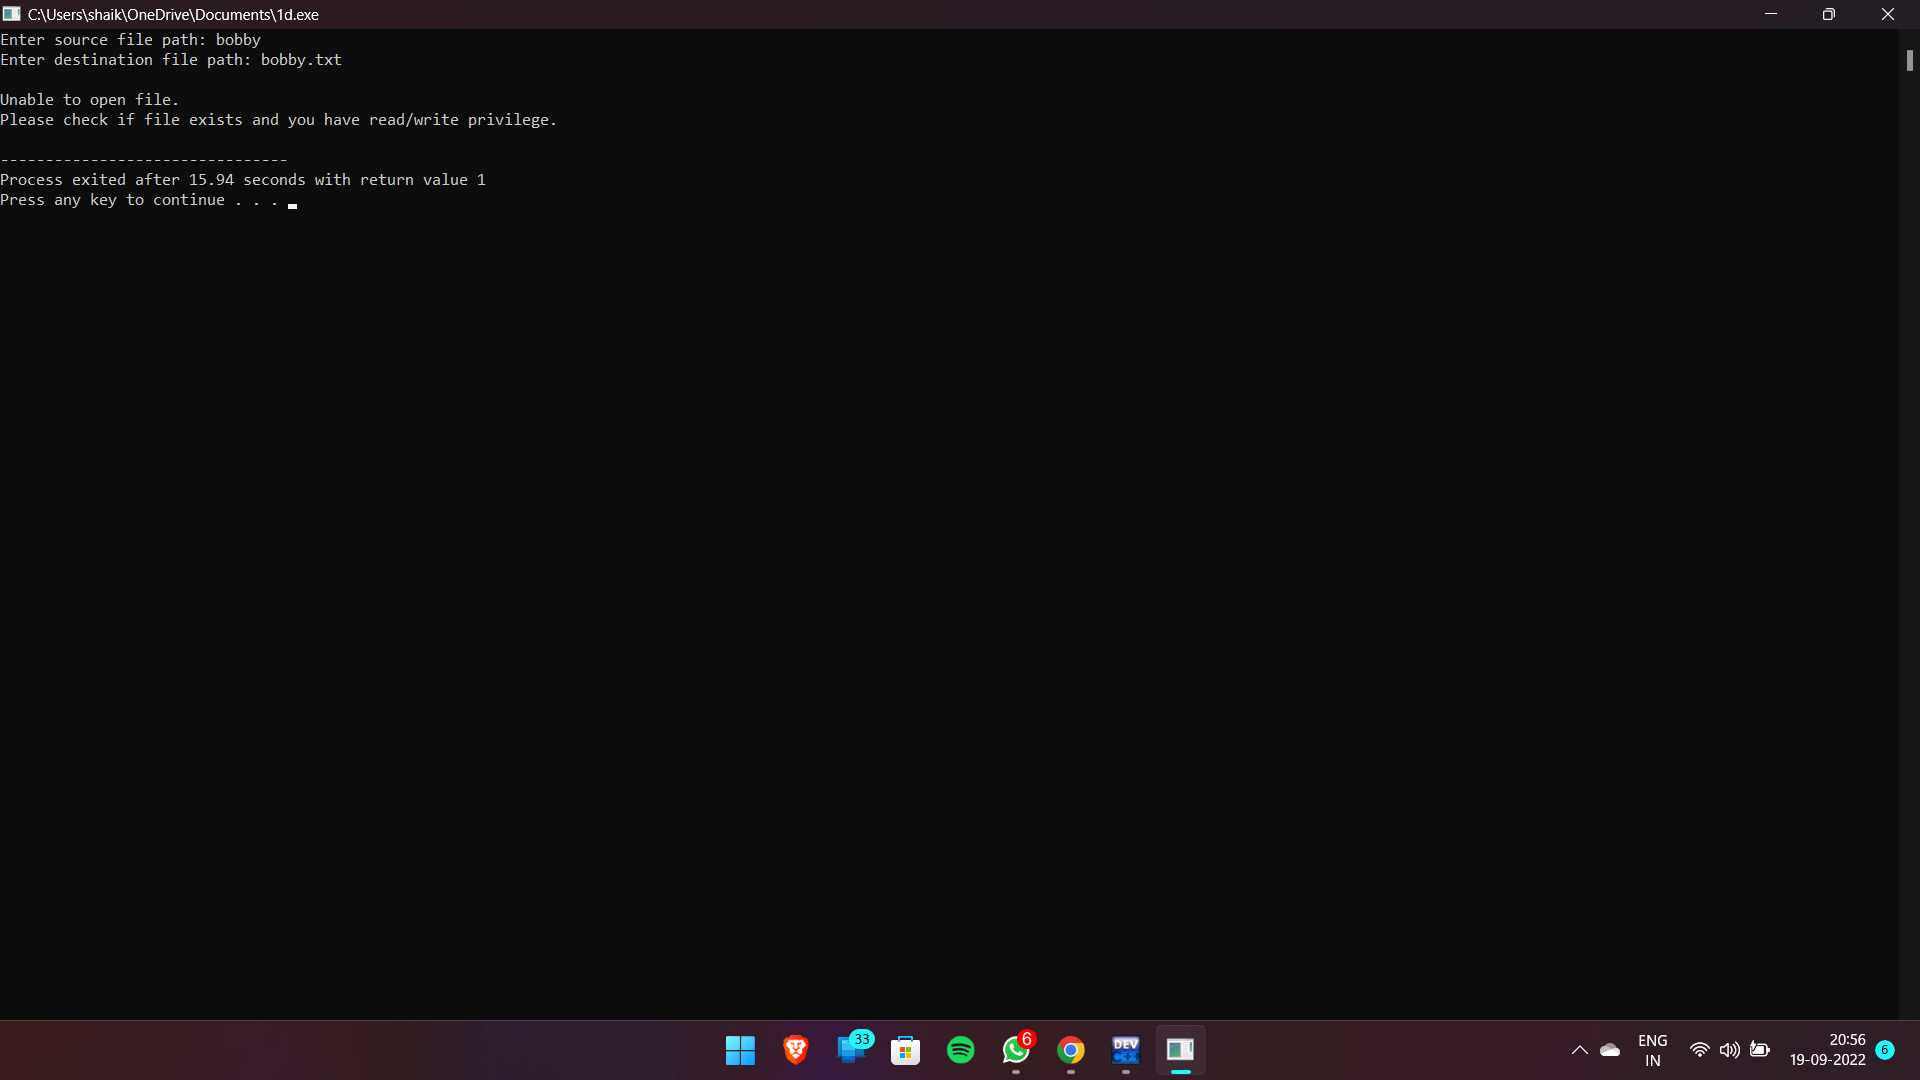 C:\Users\shaik\OneDrive\Documents\1d.exe
Enter source file path: bobby
Enter destination file path: bobby.txt
Unable to open file.
Please check if file exists and you have read/write privilege.
--------------------------------
Process exited after 15.94 seconds with return value 1
Press any key to continue . . .
33
6
DEV
C++
ENG
IN
20:56
19-09-2022
6